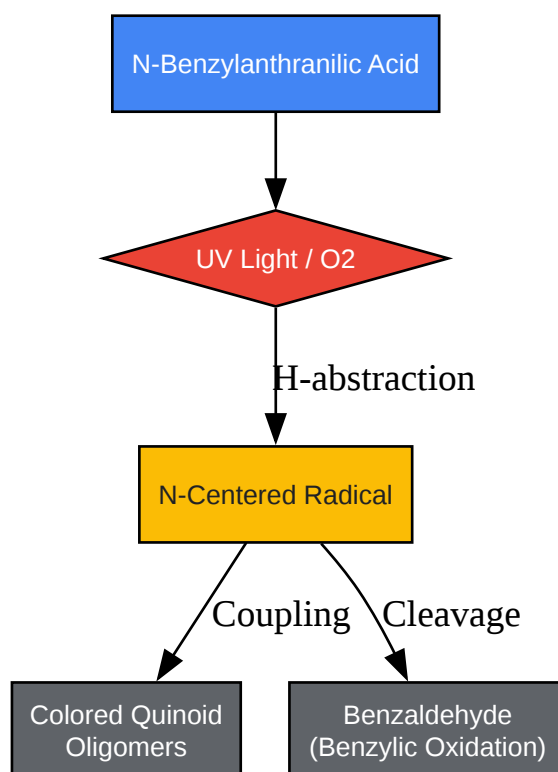 N-Benzylanthranilic Acid
UV Light / O2
H-abstraction
N-Centered Radical
Coupling
Cleavage
Colored Quinoid
Oligomers
Benzaldehyde
(Benzylic Oxidation)